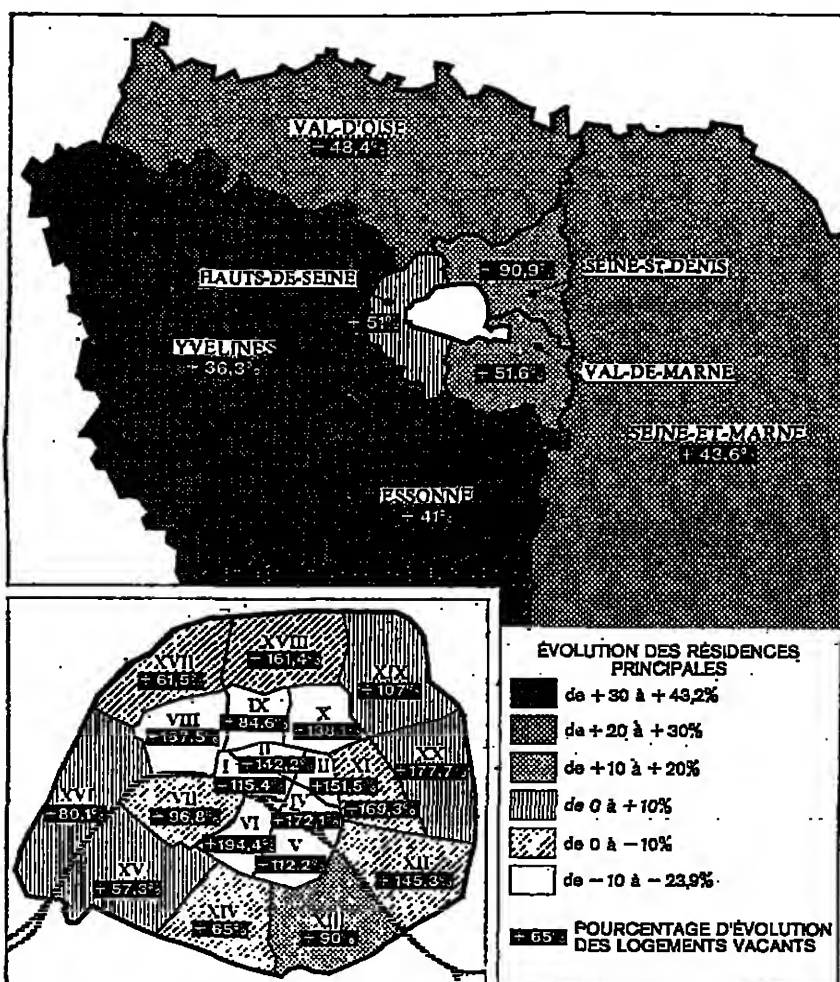 VAL-D'OISE
+ 48,4%
HAUTS-DE-SEINE
+ 51%
+ 90,9%
SEINE-ST-DENIS
YVELINES
+ 36,3%
+ 51,6%
VAL-DE-MARNE
SEINE-ET-MARNE
+ 43,6%
ESSONNE
+ 41%
XVII
+ 61,5%
XVIII
+ 161,4%
XIX
+ 107%
VIII
+ 157,5%
IX
+ 84,6%
X
XX
+ 177,7%
II
+ 112,2%
I
+ 115,4%
III
+ 151,5%
XI
+ 169,3%
IV
+ 172,1%
XVI
+ 80,1%
VII
+ 96,8%
VI
+ 194,4%
V
+ 112,2%
XII
+ 145,3%
XV
+ 57,5%
XIV
+ 65%
XIII
+ 90%
ÉVOLUTION DES RÉSIDENCES
PRINCIPALES
de +30 à +43,2%
de +20 à +30%
de +10 à +20%
de 0 à +10%
de 0 à −10%
de −10 à −23,9%
+ 65% POURCENTAGE D'ÉVOLUTION
DES LOGEMENTS VACANTS